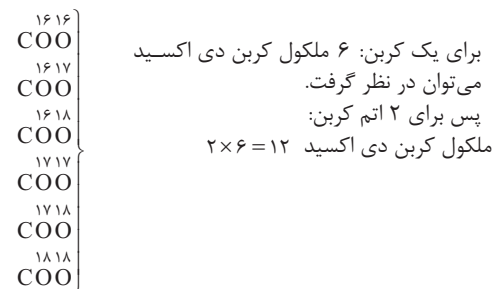 ۱۶ ۱۶
COO
۱۶ ۱۷
COO
۱۶ ۱۸
COO
۱۷ ۱۷
COO
۱۷ ۱۸
COO
۱۸ ۱۸
COO
برای یک کربن: ۶ ملکول کربن دی اکسـید
می‌توان در نظر گرفت.
پس برای ۲ اتم کربن:
ملکول کربن دی اکسید ۲×۶=۱۲